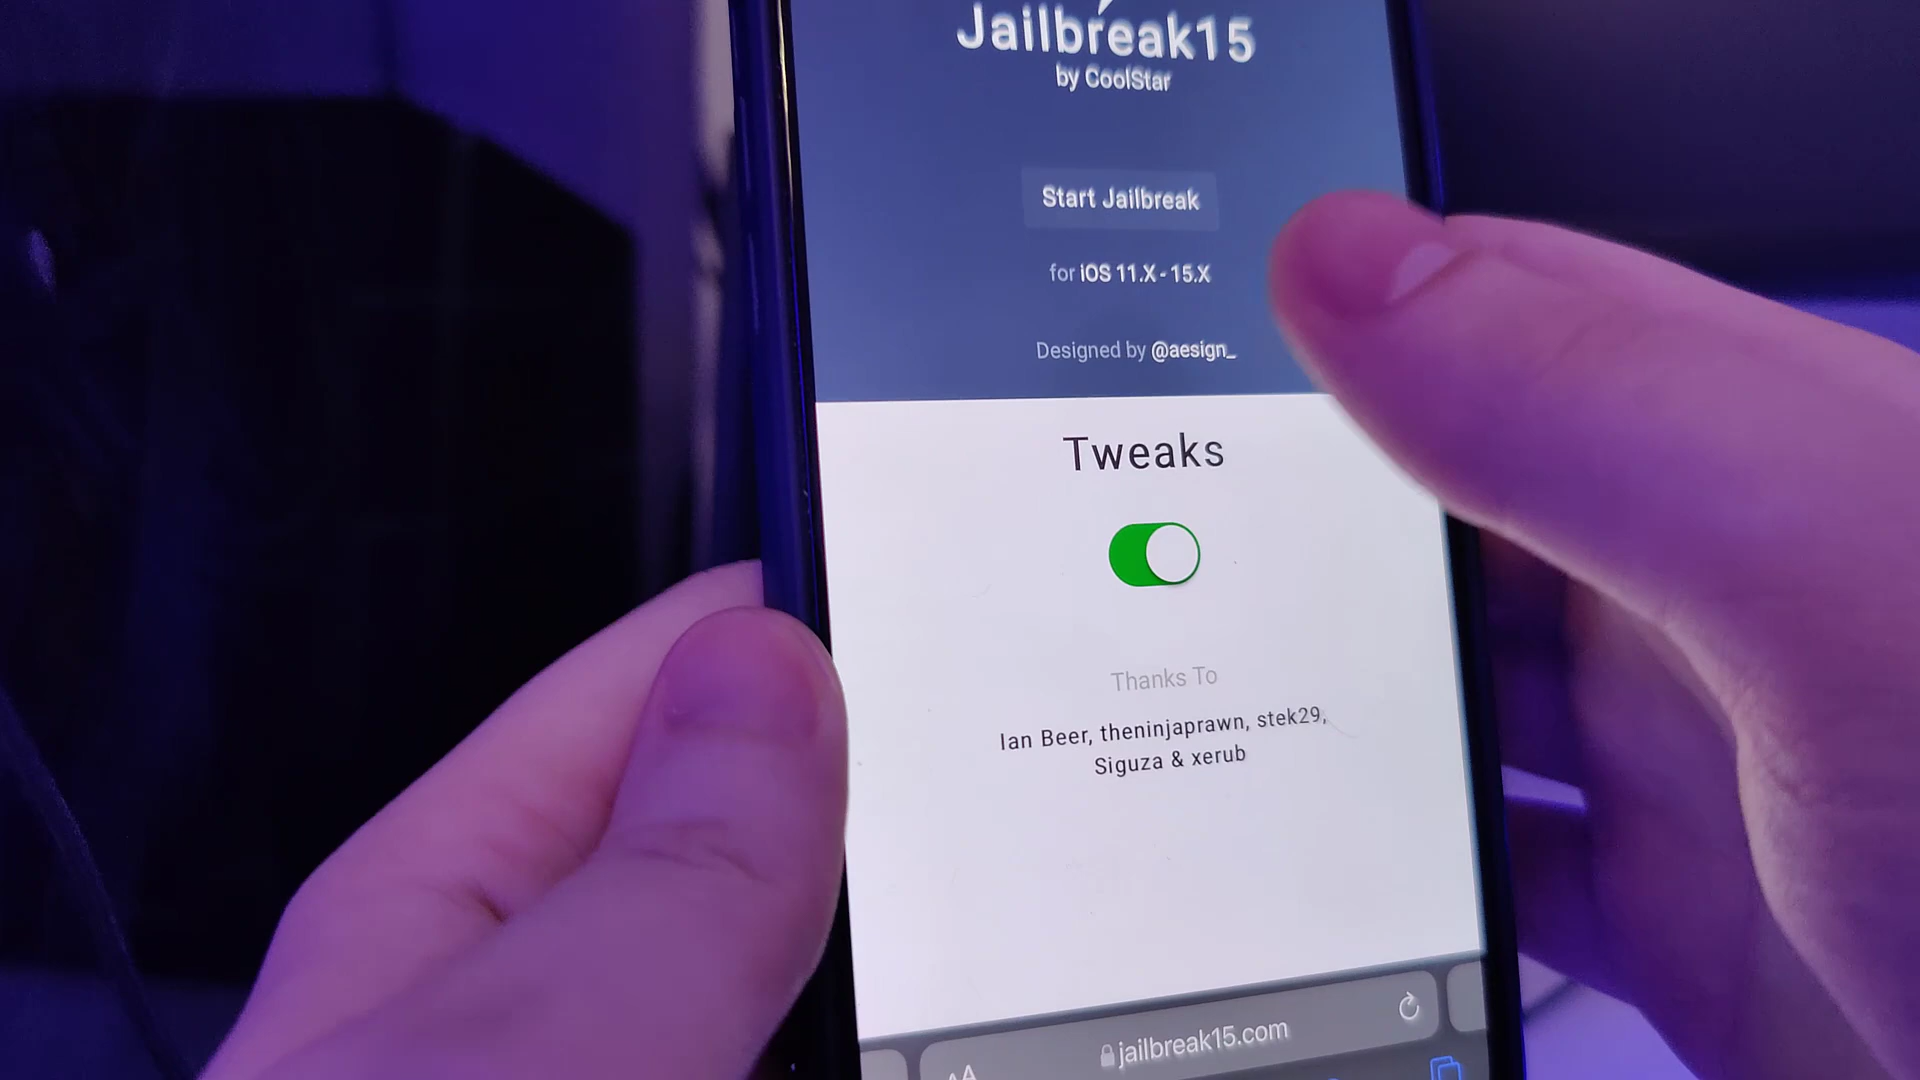 Jailbreak15
by CoolStar
Start Jailbreak
for iOS 11.X - 15.X
Designed by @aesign_
Tweaks
Thanks To
Ian Beer, theninjaprawn, stek29,
Siguza & xerub
AA jailbreak15.com